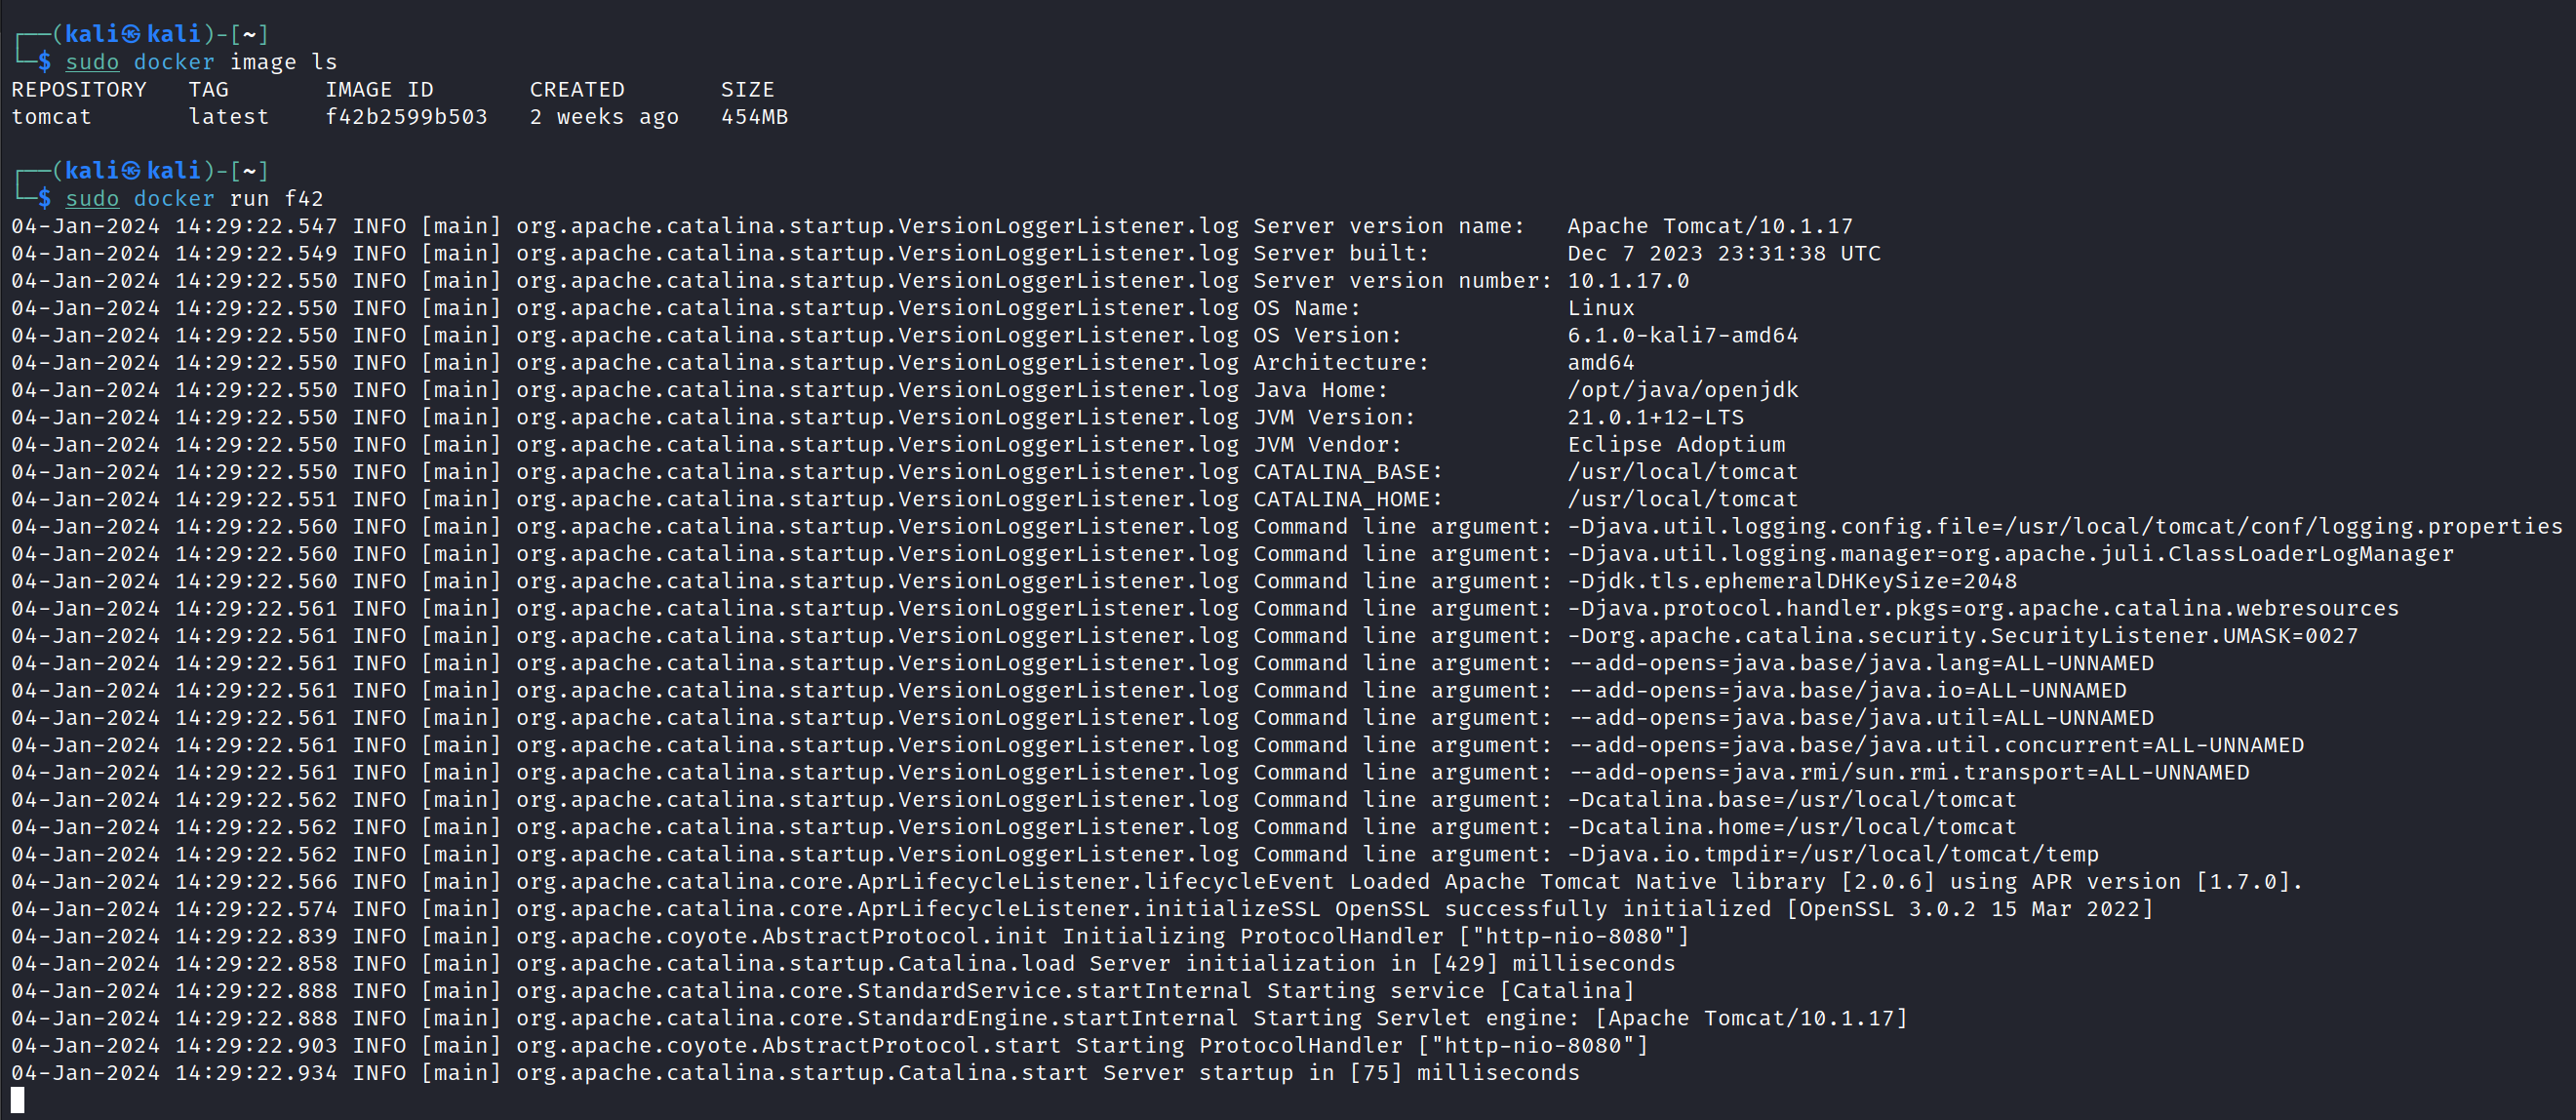 ┌──(kali㉿kali)-[~]
└─$ sudo docker image ls
REPOSITORY   TAG       IMAGE ID       CREATED       SIZE
tomcat       latest    f42b2599b503   2 weeks ago   454MB
┌──(kali㉿kali)-[~]
└─$ sudo docker run f42
04-Jan-2024 14:29:22.547 INFO [main] org.apache.catalina.startup.VersionLoggerListener.log Server version name:   Apache Tomcat/10.1.17
04-Jan-2024 14:29:22.549 INFO [main] org.apache.catalina.startup.VersionLoggerListener.log Server built:          Dec 7 2023 23:31:38 UTC
04-Jan-2024 14:29:22.550 INFO [main] org.apache.catalina.startup.VersionLoggerListener.log Server version number: 10.1.17.0
04-Jan-2024 14:29:22.550 INFO [main] org.apache.catalina.startup.VersionLoggerListener.log OS Name:               Linux
04-Jan-2024 14:29:22.550 INFO [main] org.apache.catalina.startup.VersionLoggerListener.log OS Version:            6.1.0-kali7-amd64
04-Jan-2024 14:29:22.550 INFO [main] org.apache.catalina.startup.VersionLoggerListener.log Architecture:          amd64
04-Jan-2024 14:29:22.550 INFO [main] org.apache.catalina.startup.VersionLoggerListener.log Java Home:             /opt/java/openjdk
04-Jan-2024 14:29:22.550 INFO [main] org.apache.catalina.startup.VersionLoggerListener.log JVM Version:           21.0.1+12-LTS
04-Jan-2024 14:29:22.550 INFO [main] org.apache.catalina.startup.VersionLoggerListener.log JVM Vendor:            Eclipse Adoptium
04-Jan-2024 14:29:22.550 INFO [main] org.apache.catalina.startup.VersionLoggerListener.log CATALINA_BASE:         /usr/local/tomcat
04-Jan-2024 14:29:22.551 INFO [main] org.apache.catalina.startup.VersionLoggerListener.log CATALINA_HOME:         /usr/local/tomcat
04-Jan-2024 14:29:22.560 INFO [main] org.apache.catalina.startup.VersionLoggerListener.log Command line argument: -Djava.util.logging.config.file=/usr/local/tomcat/conf/logging.properties
04-Jan-2024 14:29:22.560 INFO [main] org.apache.catalina.startup.VersionLoggerListener.log Command line argument: -Djava.util.logging.manager=org.apache.juli.ClassLoaderLogManager
04-Jan-2024 14:29:22.560 INFO [main] org.apache.catalina.startup.VersionLoggerListener.log Command line argument: -Djdk.tls.ephemeralDHKeySize=2048
04-Jan-2024 14:29:22.561 INFO [main] org.apache.catalina.startup.VersionLoggerListener.log Command line argument: -Djava.protocol.handler.pkgs=org.apache.catalina.webresources
04-Jan-2024 14:29:22.561 INFO [main] org.apache.catalina.startup.VersionLoggerListener.log Command line argument: -Dorg.apache.catalina.security.SecurityListener.UMASK=0027
04-Jan-2024 14:29:22.561 INFO [main] org.apache.catalina.startup.VersionLoggerListener.log Command line argument: --add-opens=java.base/java.lang=ALL-UNNAMED
04-Jan-2024 14:29:22.561 INFO [main] org.apache.catalina.startup.VersionLoggerListener.log Command line argument: --add-opens=java.base/java.io=ALL-UNNAMED
04-Jan-2024 14:29:22.561 INFO [main] org.apache.catalina.startup.VersionLoggerListener.log Command line argument: --add-opens=java.base/java.util=ALL-UNNAMED
04-Jan-2024 14:29:22.561 INFO [main] org.apache.catalina.startup.VersionLoggerListener.log Command line argument: --add-opens=java.base/java.util.concurrent=ALL-UNNAMED
04-Jan-2024 14:29:22.561 INFO [main] org.apache.catalina.startup.VersionLoggerListener.log Command line argument: --add-opens=java.rmi/sun.rmi.transport=ALL-UNNAMED
04-Jan-2024 14:29:22.562 INFO [main] org.apache.catalina.startup.VersionLoggerListener.log Command line argument: -Dcatalina.base=/usr/local/tomcat
04-Jan-2024 14:29:22.562 INFO [main] org.apache.catalina.startup.VersionLoggerListener.log Command line argument: -Dcatalina.home=/usr/local/tomcat
04-Jan-2024 14:29:22.562 INFO [main] org.apache.catalina.startup.VersionLoggerListener.log Command line argument: -Djava.io.tmpdir=/usr/local/tomcat/temp
04-Jan-2024 14:29:22.566 INFO [main] org.apache.catalina.core.AprLifecycleListener.lifecycleEvent Loaded Apache Tomcat Native library [2.0.6] using APR version [1.7.0].
04-Jan-2024 14:29:22.574 INFO [main] org.apache.catalina.core.AprLifecycleListener.initializeSSL OpenSSL successfully initialized [OpenSSL 3.0.2 15 Mar 2022]
04-Jan-2024 14:29:22.839 INFO [main] org.apache.coyote.AbstractProtocol.init Initializing ProtocolHandler ["http-nio-8080"]
04-Jan-2024 14:29:22.858 INFO [main] org.apache.catalina.startup.Catalina.load Server initialization in [429] milliseconds
04-Jan-2024 14:29:22.888 INFO [main] org.apache.catalina.core.StandardService.startInternal Starting service [Catalina]
04-Jan-2024 14:29:22.888 INFO [main] org.apache.catalina.core.StandardEngine.startInternal Starting Servlet engine: [Apache Tomcat/10.1.17]
04-Jan-2024 14:29:22.903 INFO [main] org.apache.coyote.AbstractProtocol.start Starting ProtocolHandler ["http-nio-8080"]
04-Jan-2024 14:29:22.934 INFO [main] org.apache.catalina.startup.Catalina.start Server startup in [75] milliseconds